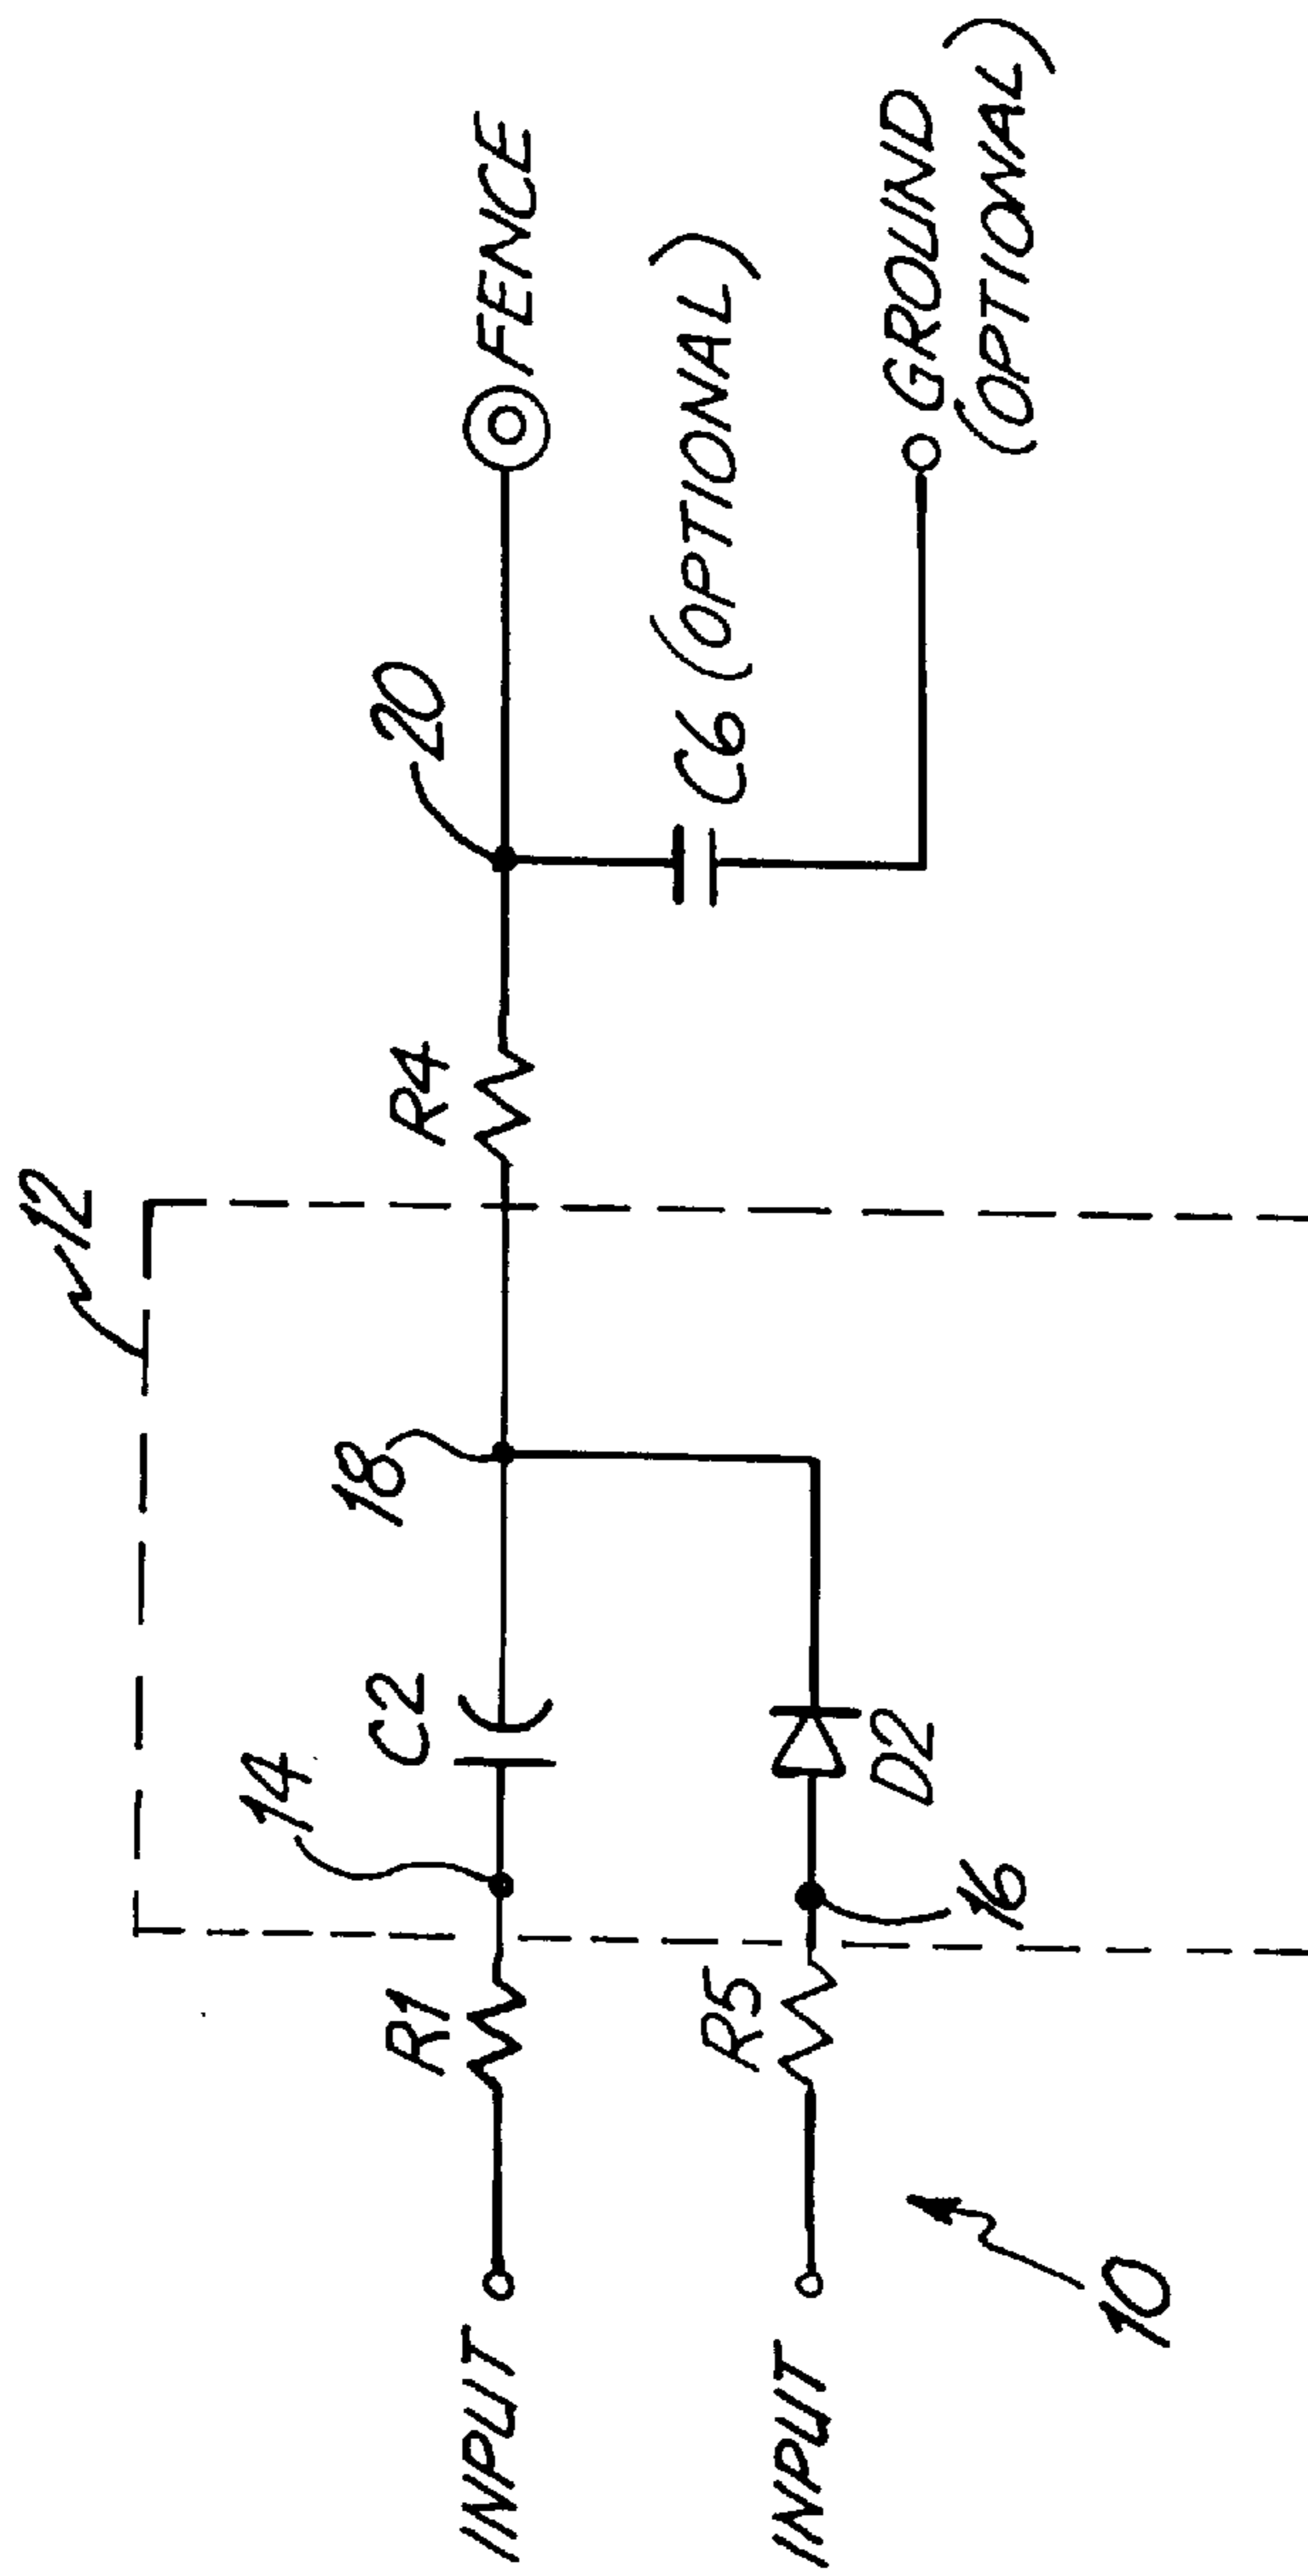 12
18
14
C2
R1
INPUT
R4
20
FENCE
C6 (OPTIONAL)
GROUND
(OPTIONAL)
R5
16
D2
INPUT
10